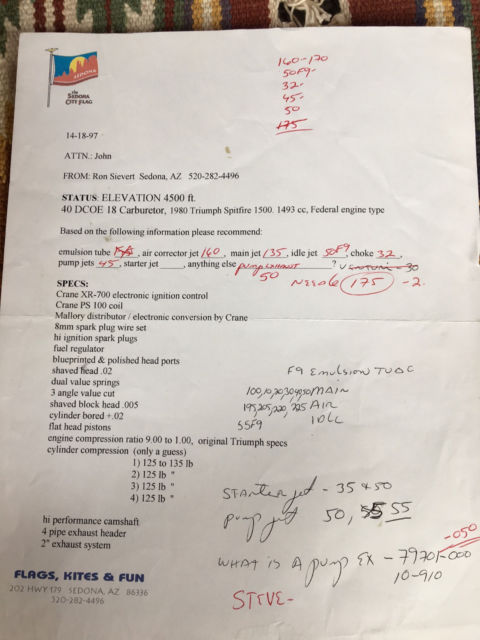 160-170
50F9-
32-
45-
50
175
SEDONA
the
SEDONA
CITY FLAG
14-18-97
ATTN.: John
FROM: Ron Sievert Sedona, AZ 520-282-4496
STATUS: ELEVATION 4500 ft.
40 DCOE 18 Carburetor, 1980 Triumph Spitfire 1500. 1493 cc, Federal engine type
Based on the following information please recommend:
emulsion tube, air corrector jet 160, main jet 135, idle jet 50F9, choke 32,
pump jets 45, starter jet ____, anything else pump EXHAUST ? VENTURI - 30
50
NEEDLE 175 - 2.
SPECS:
Crane XR-700 electronic ignition control
Crane PS 100 coil
Mallory distributor / electronic conversion by Crane
8mm spark plug wire set
hi ignition spark plugs
fuel regulator
blueprinted & polished head ports
shaved head .02
F9 Emulsion TUBE
dual value springs
3 angle value cut
100,10,20,30,40,50 MAIN
shaved block head .005
195,205,220,225 AIR
cylinder bored +.02
55F9 IDLE
flat head pistons
engine compression ratio 9.00 to 1.00, original Triumph specs
cylinder compression (only a guess)
1) 125 to 135 lb
2) 125 lb "
3) 125 lb "
4) 125 lb "
STARTER jet - 35 & 50
pump jet 50, 55
hi performance camshaft
4 pipe exhaust header
2" exhaust system
-050
WHAT IS A pump EX - 79701-000
10-910
FLAGS, KITES & FUN
202 HWY.179 SEDONA, AZ 86336
520-282-4496
STEVE-